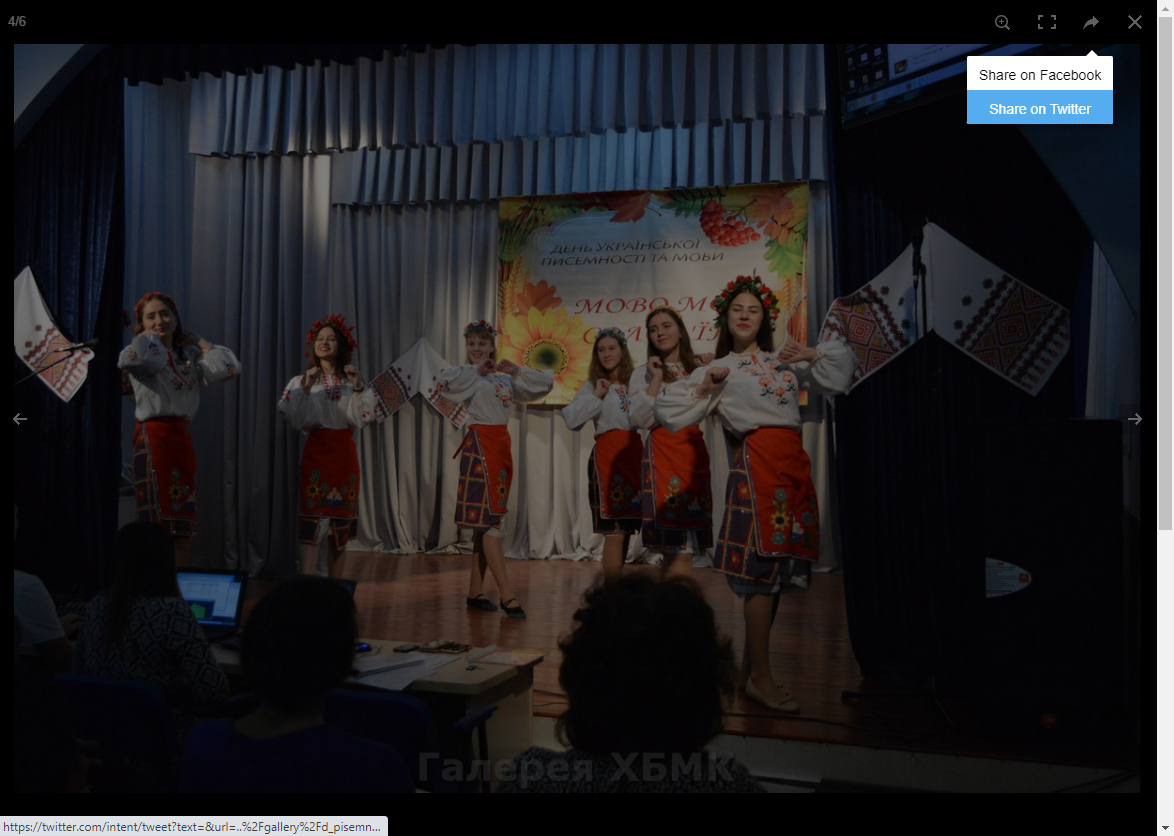 4/6
Share on Facebook
Share on Twitter
ДЕНЬ УКРАЇНСЬКОЇ
ПИСЕМНОСТІ ТА МОВИ
МОВО
Галерея ХБМК
https://twitter.com/intent/tweet?text=&url=..%2Fgallery%2Fd_pisemn...